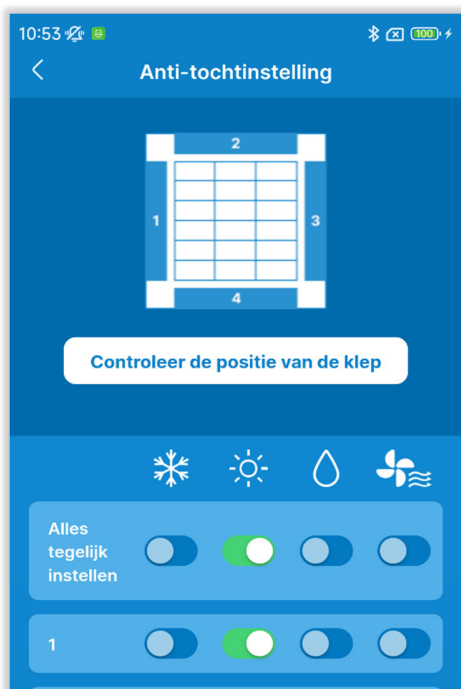 10:53
100
Anti-tochtinstelling
2
1
3
4
Controleer de positie van de klep
Alles
tegelijk
instellen
1